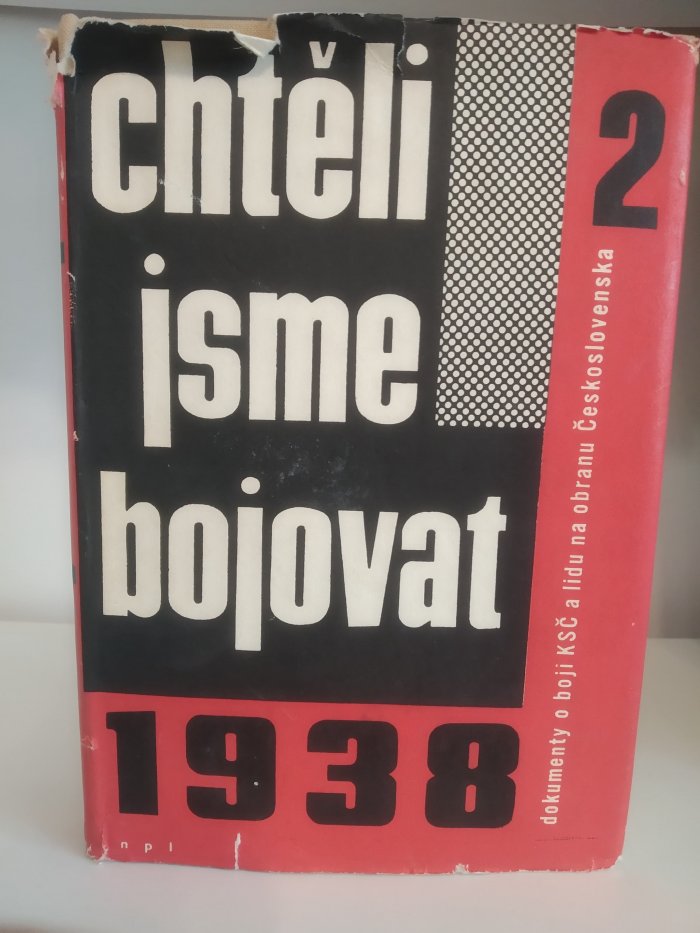 chtěli
jsme
bojovat
1938
2
dokumenty o boji KSČ a lidu na obranu Československa
npl